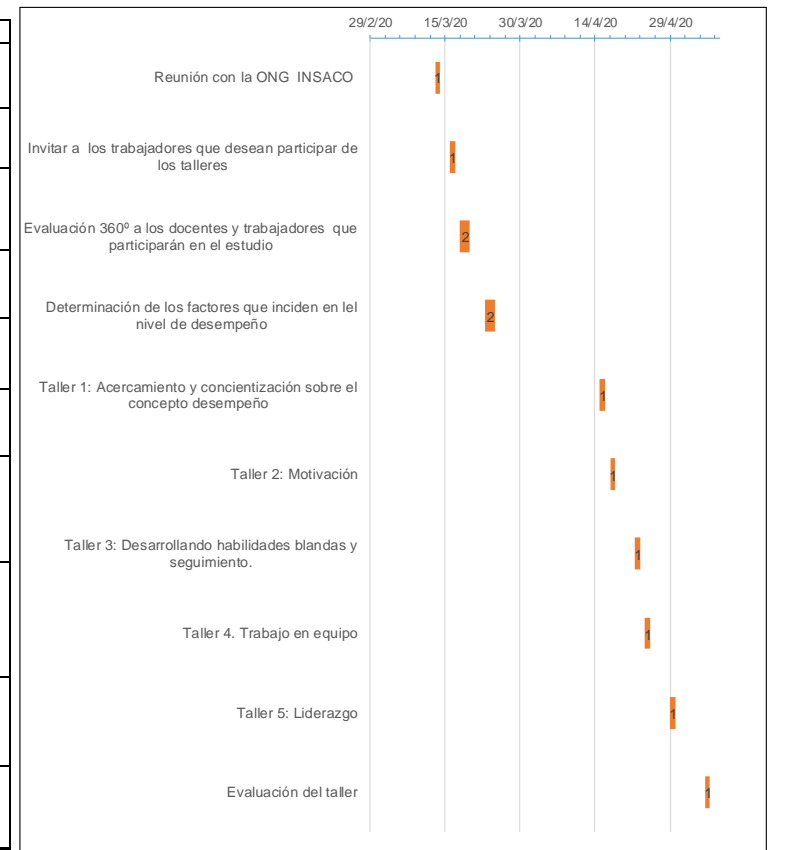 29/2/20 15/3/20 30/3/20 14/4/20 29/4/20
Reunión con la ONG INSACO
1
Invitar a los trabajadores que desean participar de
los talleres
1
Evaluación 360º a los docentes y trabajadores que
participarán en el estudio
2
Determinación de los factores que inciden en lel
nivel de desempeño
2
Taller 1: Acercamiento y concientización sobre el
concepto desempeño
1
Taller 2: Motivación
1
Taller 3: Desarrollando habilidades blandas y
seguimiento.
1
Taller 4. Trabajo en equipo
1
Taller 5: Liderazgo
1
Evaluación del taller
1